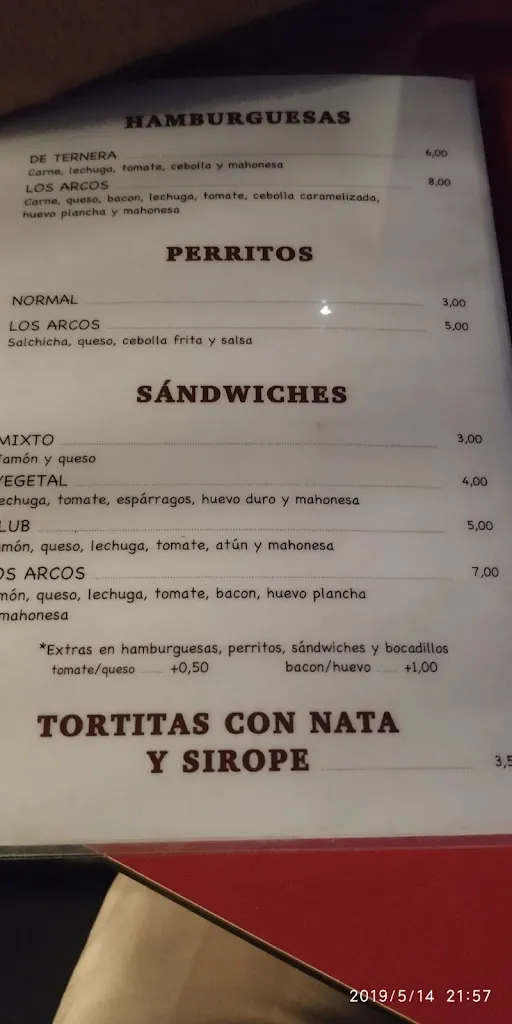 HAMBURGUESAS
DE TERNERA 6,00
Carne, lechuga, tomate, cebolla y mahonesa
LOS ARCOS 8,00
Carne, queso, bacon, lechuga, tomate, cebolla caramelizada,
huevo plancha y mahonesa
PERRITOS
NORMAL 3,00
LOS ARCOS 5,00
Salchicha, queso, cebolla frita y salsa
SÁNDWICHES
MIXTO 3,00
Jamón y queso
VEGETAL 4,00
echuga, tomate, espárragos, huevo duro y mahonesa
LUB 5,00
món, queso, lechuga, tomate, atún y mahonesa
OS ARCOS 7,00
món, queso, lechuga, tomate, bacon, huevo plancha
mahonesa
*Extras en hamburguesas, perritos, sándwiches y bocadillos
tomate/queso +0,50 bacon/huevo +1,00
TORTITAS CON NATA
Y SIROPE 3,5
2019/5/14 21:57